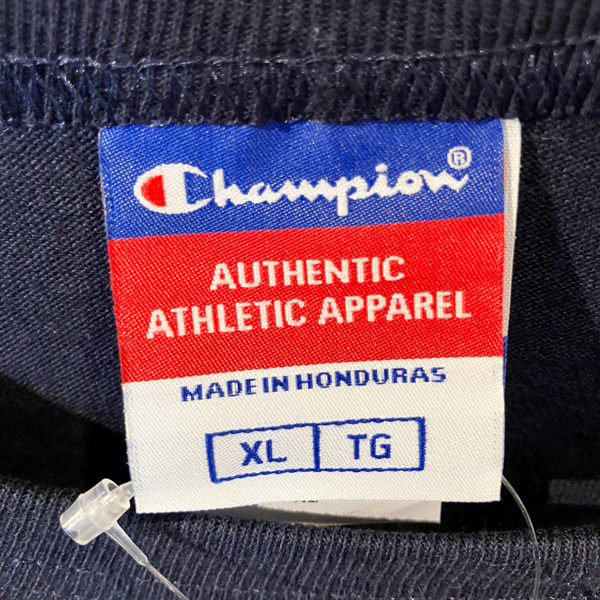 Champion®
AUTHENTIC
ATHLETIC APPAREL
MADE IN HONDURAS
XL TG